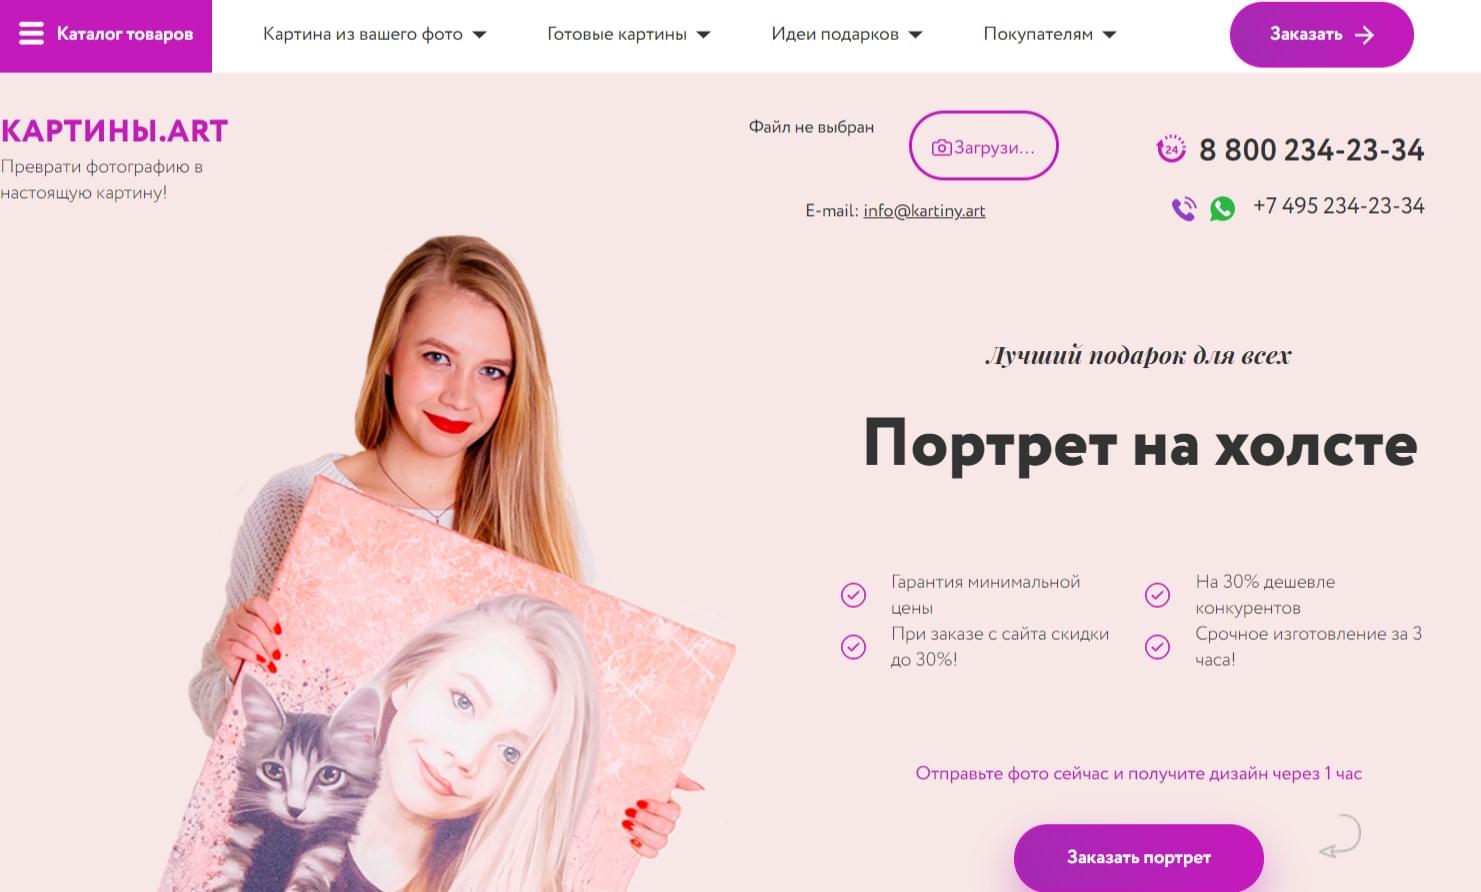 Каталог товаров
Картина из вашего фото
Готовые картины
Идеи подарков
Покупателям
Заказать
КАРТИНЫ.ART
Преврати фотографию в
настоящую картину!
Файл не выбран
Загрузи...
E-mail: info@kartiny.art
24
8 800 234-23-34
+7 495 234-23-34
Лучший подарок для всех
Портрет на холсте
Гарантия минимальной
цены
На 30% дешевле
конкурентов
При заказе с сайта скидки
до 30%!
Срочное изготовление за 3
часа!
Отправьте фото сейчас и получите дизайн через 1 час
Заказать портрет